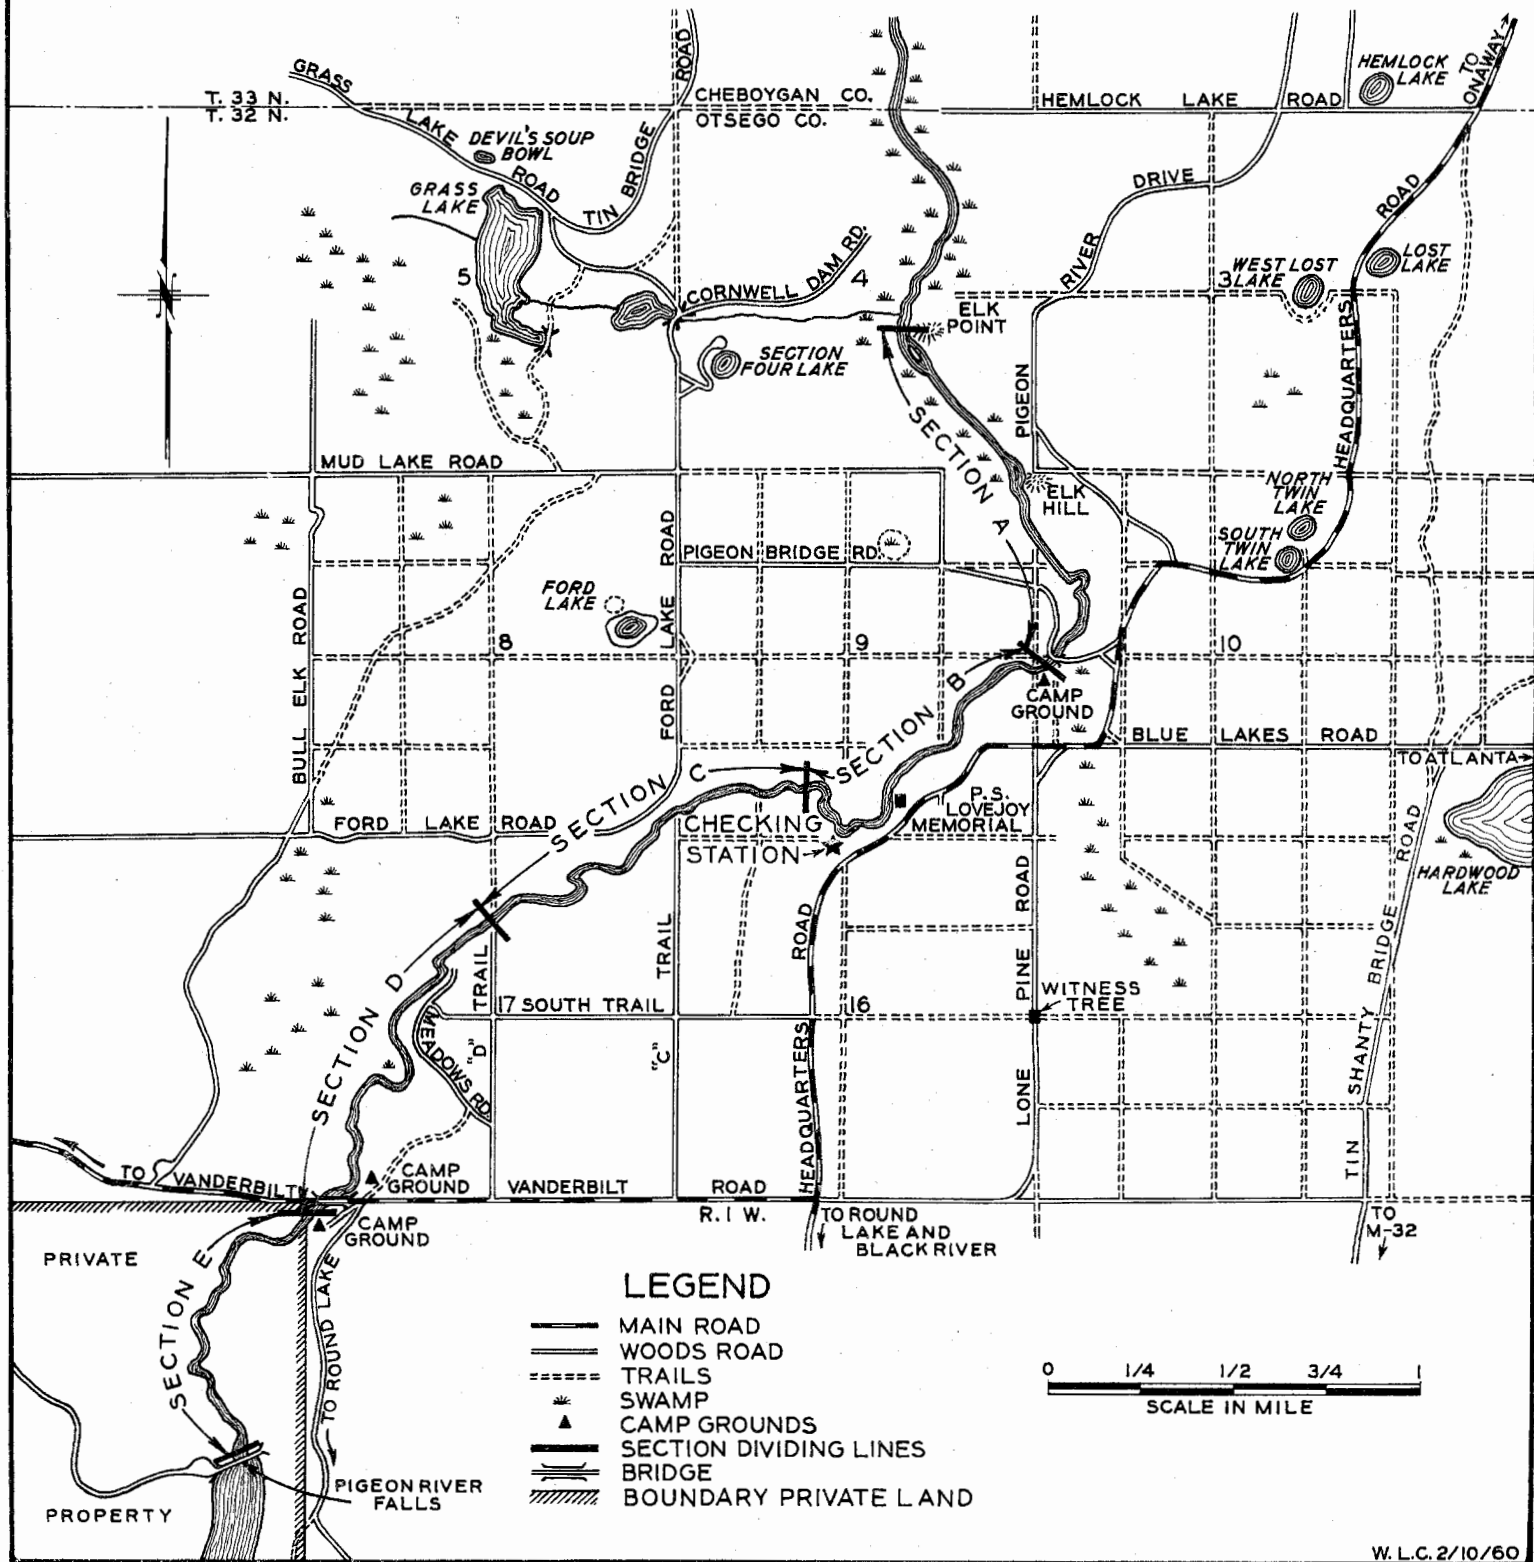 GRASS
LAKE
ROAD
T. 33 N.
T. 32 N.
DEVIL'S SOUP
BOWL
GRASS
LAKE
TIN BRIDGE
ROAD
CHEBOYGAN CO.
OTSEGO CO.
HEMLOCK LAKE ROAD
HEMLOCK
LAKE
TO
ONAWAY
RIVER
DRIVE
HEADQUARTERS
ROAD
LOST
LAKE
WEST LOST
LAKE
3
5
4
CORNWELL DAM RD.
ELK
POINT
SECTION
FOUR LAKE
PIGEON
SECTION A
MUD LAKE ROAD
ELK
HILL
NORTH
TWIN
LAKE
SOUTH
TWIN
LAKE
PIGEON BRIDGE RD.
FORD
LAKE
BULL ELK ROAD
FORD LAKE ROAD
8
9
10
SECTION B
CAMP
GROUND
BLUE LAKES ROAD
TO ATLANTA
SECTION C
P.S.
LOVEJOY
MEMORIAL
FORD LAKE ROAD
CHECKING
STATION
HARDWOOD
LAKE
SECTION D
TRAIL
"D"
TRAIL
"C"
17 SOUTH TRAIL
MEADOWS RD.
HEADQUARTERS ROAD
16
LONE PINE ROAD
WITNESS
TREE
TIN SHANTY BRIDGE ROAD
TO VANDERBILT
CAMP
GROUND
VANDERBILT ROAD
R. I W.
CAMP
GROUND
TO ROUND
LAKE AND
BLACK RIVER
TO
M-32
PRIVATE
PROPERTY
SECTION E
TO ROUND LAKE
PIGEON RIVER
FALLS
LEGEND
MAIN ROAD
WOODS ROAD
TRAILS
SWAMP
CAMP GROUNDS
SECTION DIVIDING LINES
BRIDGE
BOUNDARY PRIVATE LAND
0 1/4 1/2 3/4 1
SCALE IN MILE
W. L. C. 2/10/60